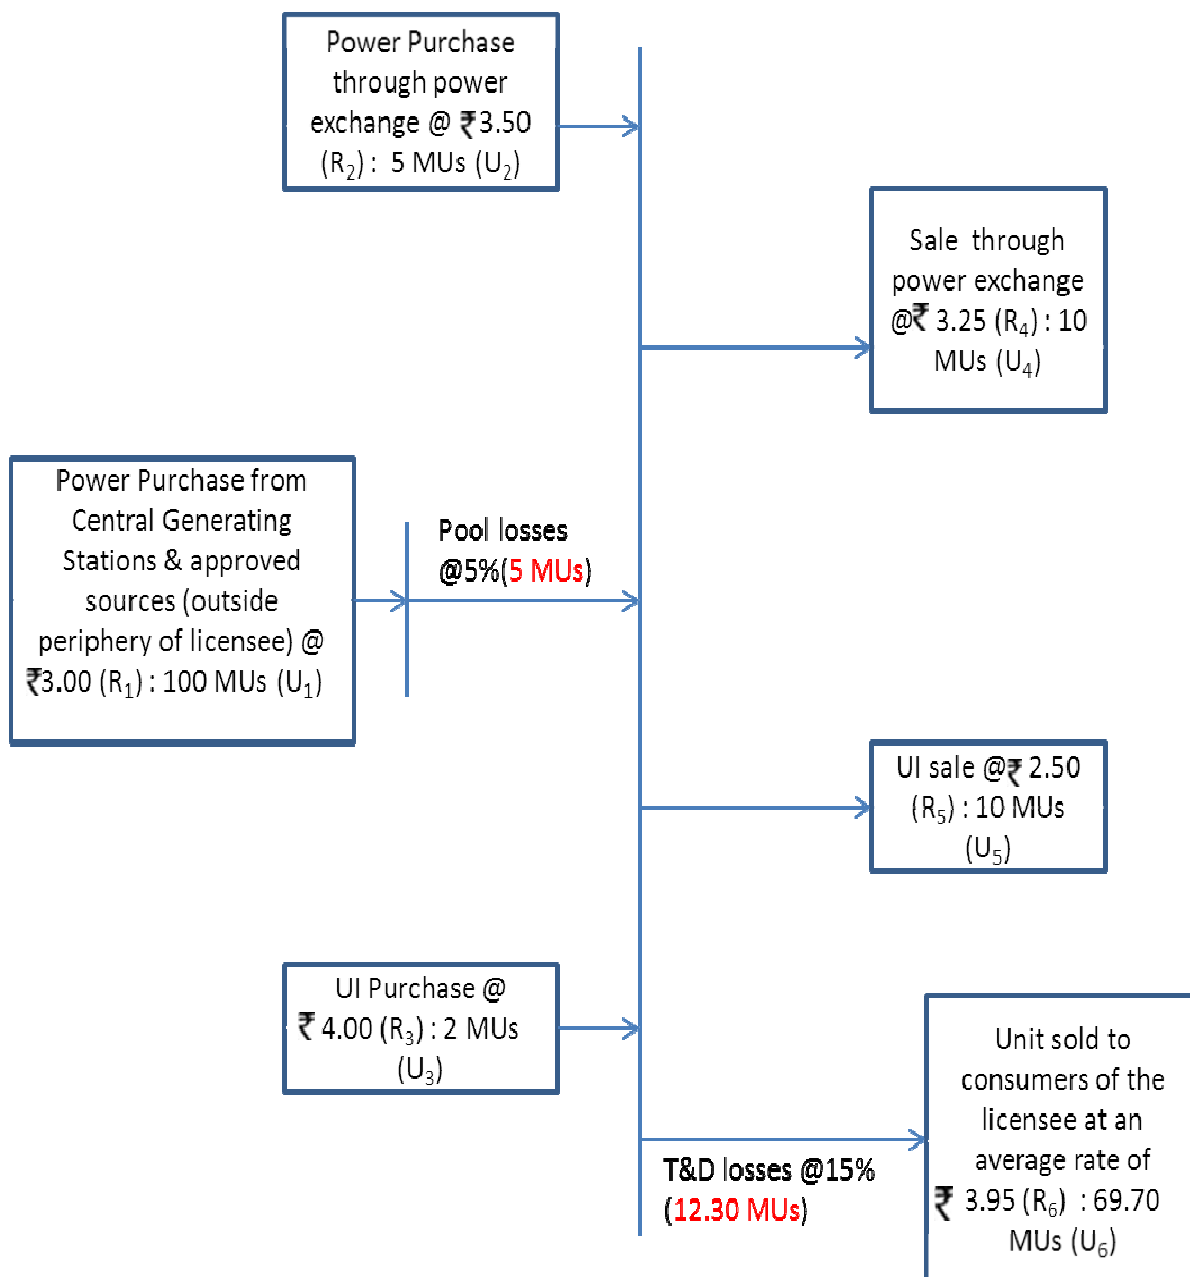 Power Purchase
through power
exchange @ ₹3.50
(R₂) : 5 MUs (U₂)
Sale through
power exchange
@₹ 3.25 (R₄) : 10
MUs (U₄)
Power Purchase from
Central Generating
Stations & approved
sources (outside
periphery of licensee) @
₹3.00 (R₁) : 100 MUs (U₁)
Pool losses
@5%(5 MUs)
UI sale @₹ 2.50
(R₅) : 10 MUs
(U₅)
UI Purchase @
₹ 4.00 (R₃) : 2 MUs
(U₃)
T&D losses @15%
(12.30 MUs)
Unit sold to
consumers of the
licensee at an
average rate of
₹ 3.95 (R₆) : 69.70
MUs (U₆)